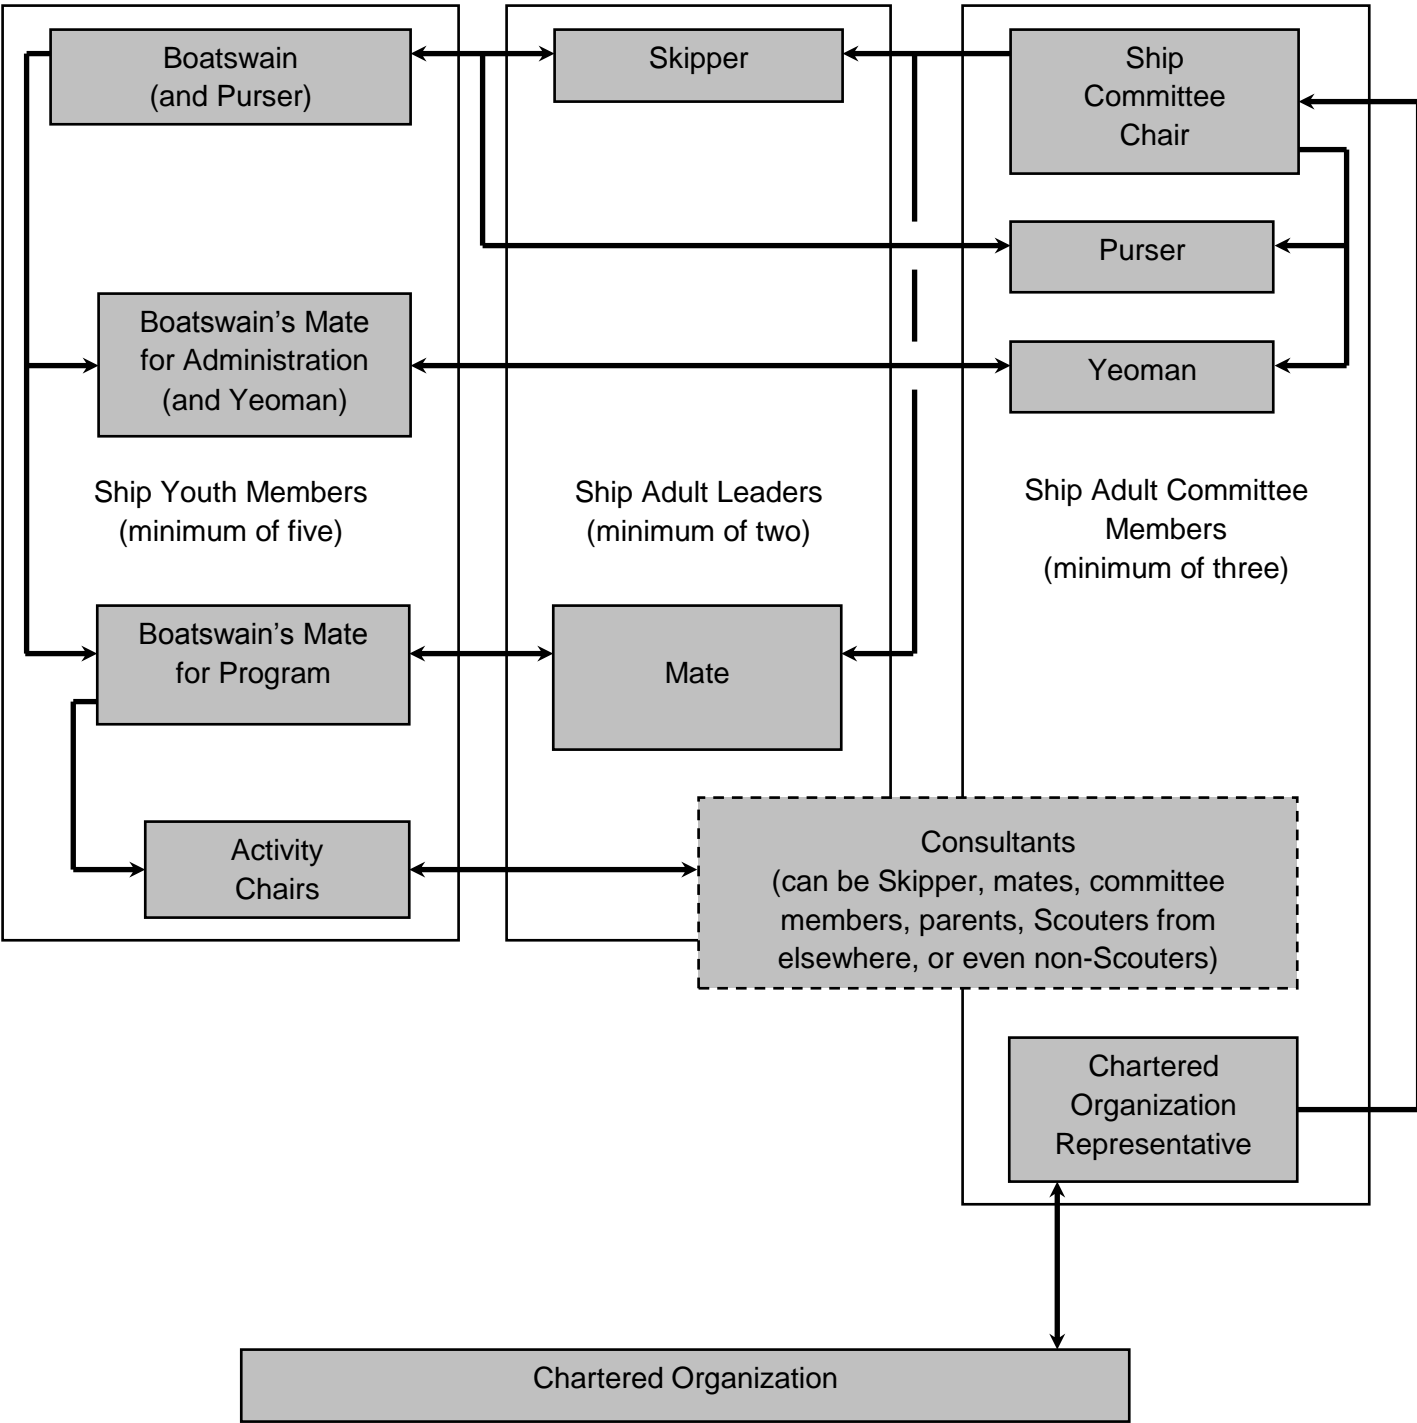 Boatswain
(and Purser)
Skipper
Ship
Committee
Chair
Purser
Boatswain’s Mate
for Administration
(and Yeoman)
Yeoman
Ship Youth Members
(minimum of five)
Ship Adult Leaders
(minimum of two)
Ship Adult Committee
Members
(minimum of three)
Boatswain’s Mate
for Program
Mate
Activity
Chairs
Consultants
(can be Skipper, mates, committee
members, parents, Scouters from
elsewhere, or even non-Scouters)
Chartered
Organization
Representative
Chartered Organization